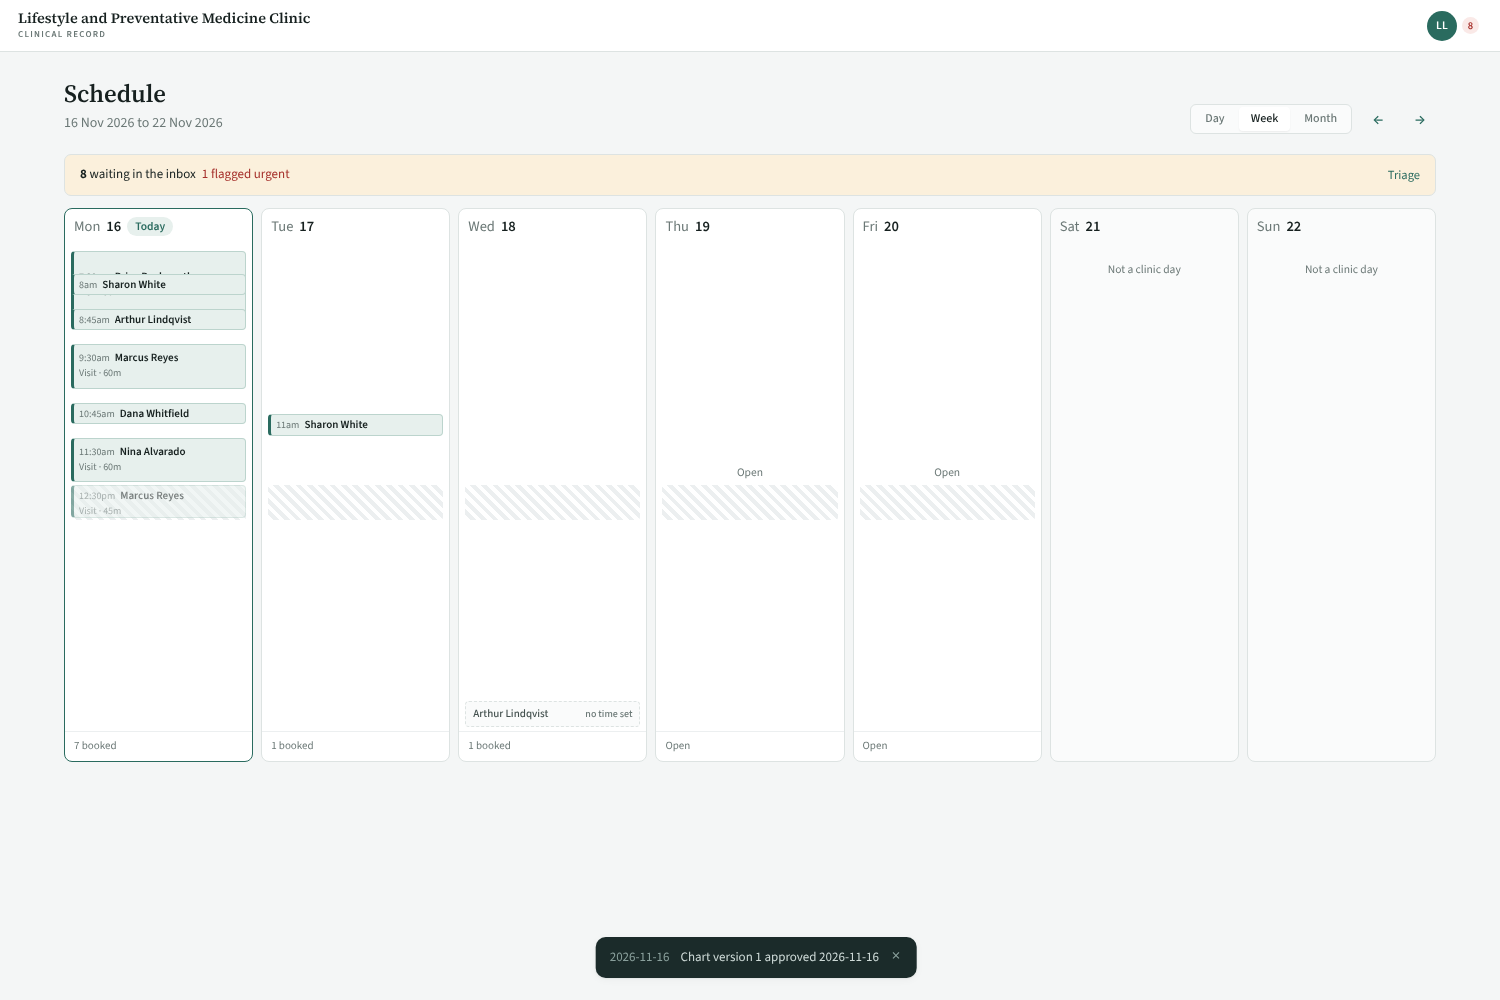 Lifestyle and Preventative Medicine Clinic
CLINICAL RECORD
LL 8
Schedule
16 Nov 2026 to 22 Nov 2026
Day Week Month
8 waiting in the inbox 1 flagged urgent
Triage
Mon 16 Today
8am Sharon White
8:45am Arthur Lindqvist
9:30am Marcus Reyes
Visit · 60m
10:45am Dana Whitfield
11:30am Nina Alvarado
Visit · 60m
12:30pm Marcus Reyes
Visit · 45m
7 booked
Tue 17
11am Sharon White
1 booked
Wed 18
Arthur Lindqvist no time set
1 booked
Thu 19
Open
Open
Fri 20
Open
Open
Sat 21
Not a clinic day
Sun 22
Not a clinic day
2026-11-16 Chart version 1 approved 2026-11-16 ×